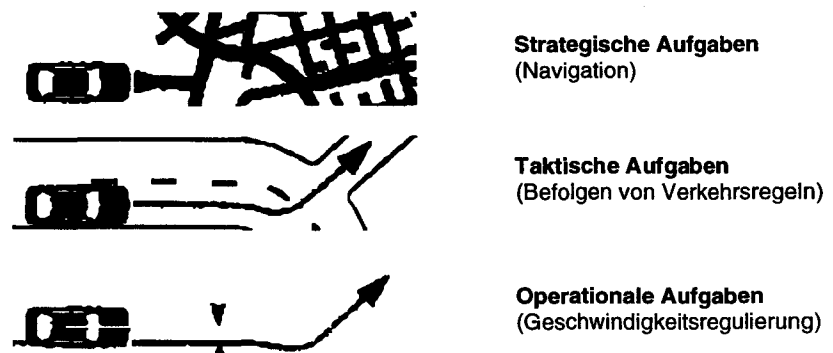 Strategische Aufgaben
(Navigation)
Taktische Aufgaben
(Befolgen von Verkehrsregeln)
Operationale Aufgaben
(Geschwindigkeitsregulierung)